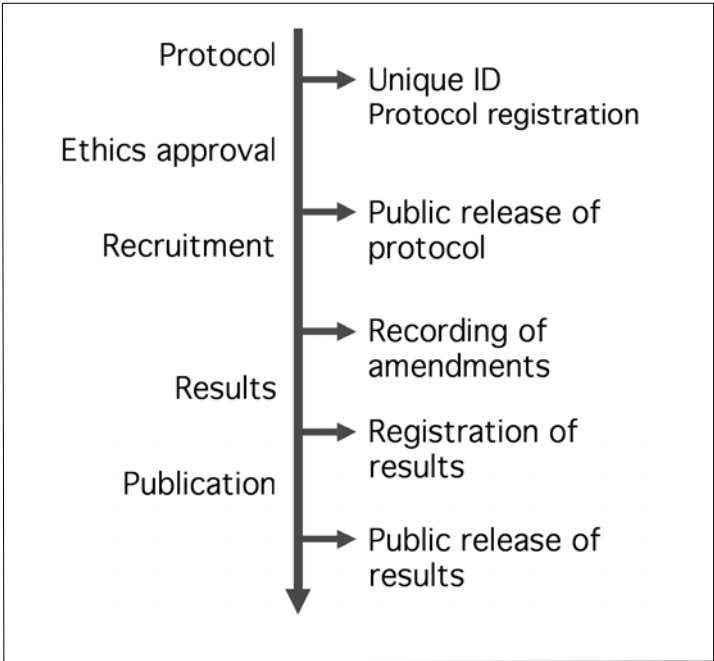 Protocol
Unique ID
Protocol registration
Ethics approval
Public release of
protocol
Recruitment
Recording of
amendments
Results
Registration of
results
Publication
Public release of
results